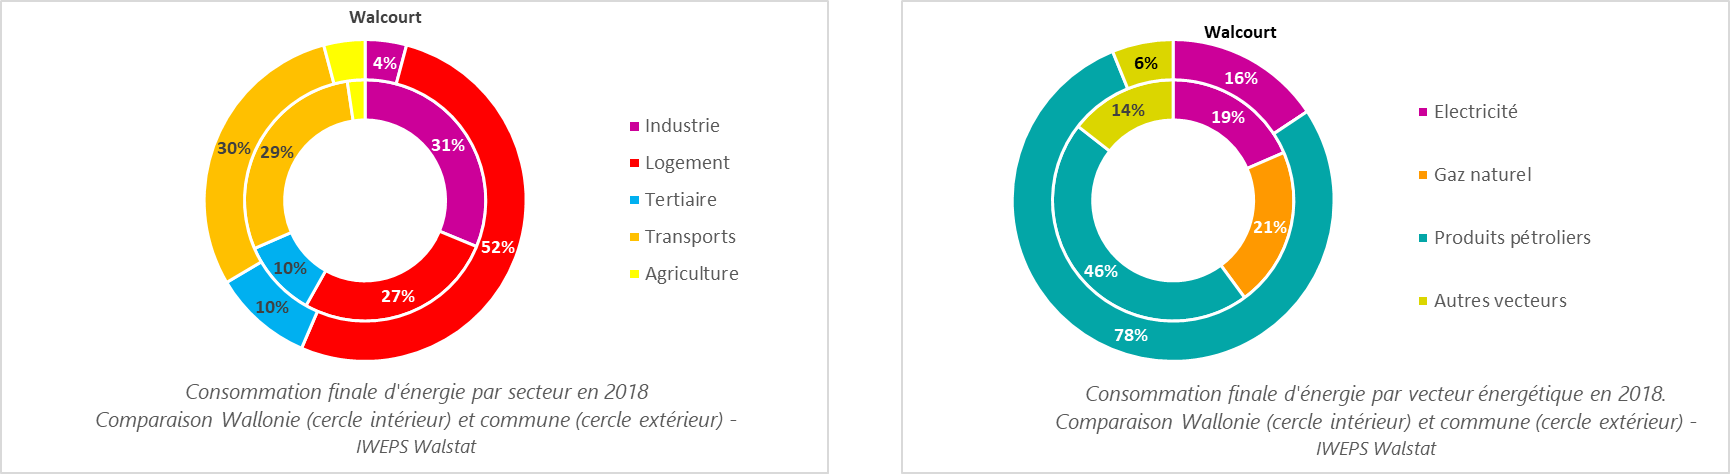 Walcourt
4%
31%
30%
29%
52%
10%
10%
27%
Industrie
Logement
Tertiaire
Transports
Agriculture
Consommation finale d'énergie par secteur en 2018
Comparaison Wallonie (cercle intérieur) et commune (cercle extérieur) -
IWEPS Walstat
Walcourt
6%
16%
14%
19%
21%
46%
78%
Electricité
Gaz naturel
Produits pétroliers
Autres vecteurs
Consommation finale d'énergie par vecteur énergétique en 2018.
Comparaison Wallonie (cercle intérieur) et commune (cercle extérieur) -
IWEPS Walstat